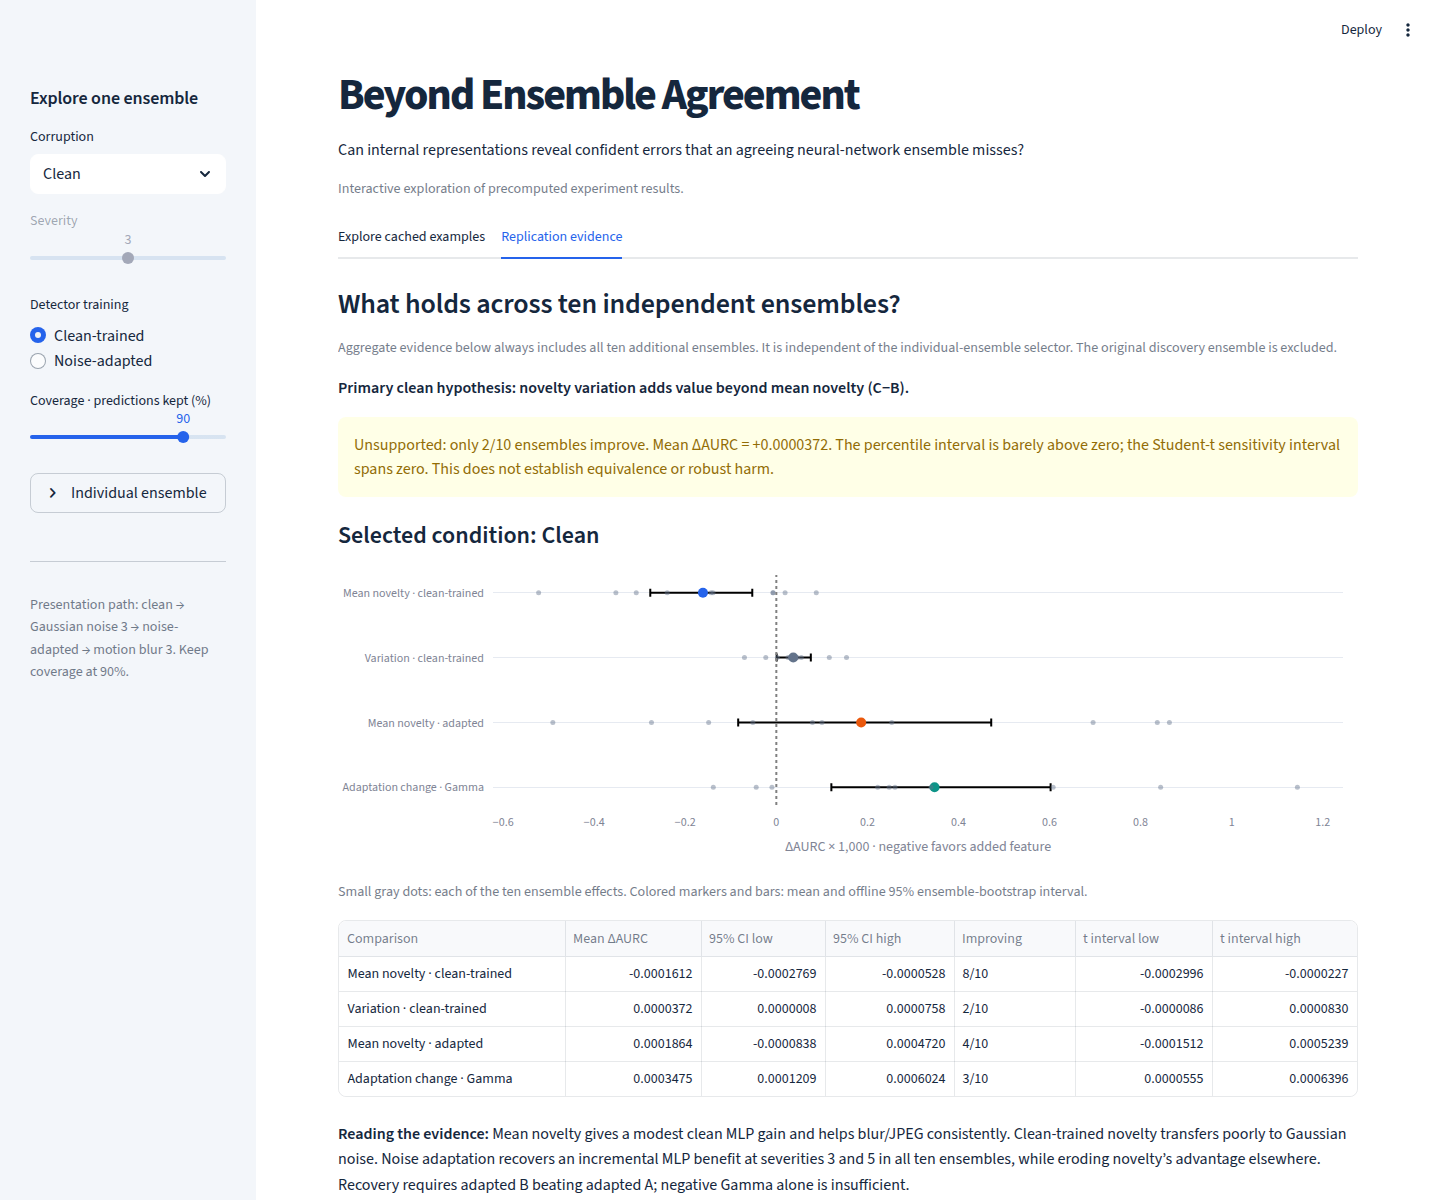 Deploy
Explore one ensemble
Corruption
Clean
Severity
3
Detector training
Clean-trained
Noise-adapted
Coverage · predictions kept (%)
90
Individual ensemble
Presentation path: clean →
Gaussian noise 3 → noise-
adapted → motion blur 3. Keep
coverage at 90%.
Beyond Ensemble Agreement
Can internal representations reveal confident errors that an agreeing neural-network ensemble misses?
Interactive exploration of precomputed experiment results.
Explore cached examples Replication evidence
What holds across ten independent ensembles?
Aggregate evidence below always includes all ten additional ensembles. It is independent of the individual-ensemble selector. The original discovery ensemble is excluded.
Primary clean hypothesis: novelty variation adds value beyond mean novelty (C−B).
Unsupported: only 2/10 ensembles improve. Mean ΔAURC = +0.0000372. The percentile interval is barely above zero; the Student-t sensitivity interval
spans zero. This does not establish equivalence or robust harm.
Selected condition: Clean
Mean novelty · clean-trained
Variation · clean-trained
Mean novelty · adapted
Adaptation change · Gamma
−0.6 −0.4 −0.2 0 0.2 0.4 0.6 0.8 1 1.2
ΔAURC × 1,000 · negative favors added feature
Small gray dots: each of the ten ensemble effects. Colored markers and bars: mean and offline 95% ensemble-bootstrap interval.
Comparison Mean ΔAURC 95% CI low 95% CI high Improving t interval low t interval high
Mean novelty · clean-trained -0.0001612 -0.0002769 -0.0000528 8/10 -0.0002996 -0.0000227
Variation · clean-trained 0.0000372 0.0000008 0.0000758 2/10 -0.0000086 0.0000830
Mean novelty · adapted 0.0001864 -0.0000838 0.0004720 4/10 -0.0001512 0.0005239
Adaptation change · Gamma 0.0003475 0.0001209 0.0006024 3/10 0.0000555 0.0006396
Reading the evidence: Mean novelty gives a modest clean MLP gain and helps blur/JPEG consistently. Clean-trained novelty transfers poorly to Gaussian
noise. Noise adaptation recovers an incremental MLP benefit at severities 3 and 5 in all ten ensembles, while eroding novelty’s advantage elsewhere.
Recovery requires adapted B beating adapted A; negative Gamma alone is insufficient.